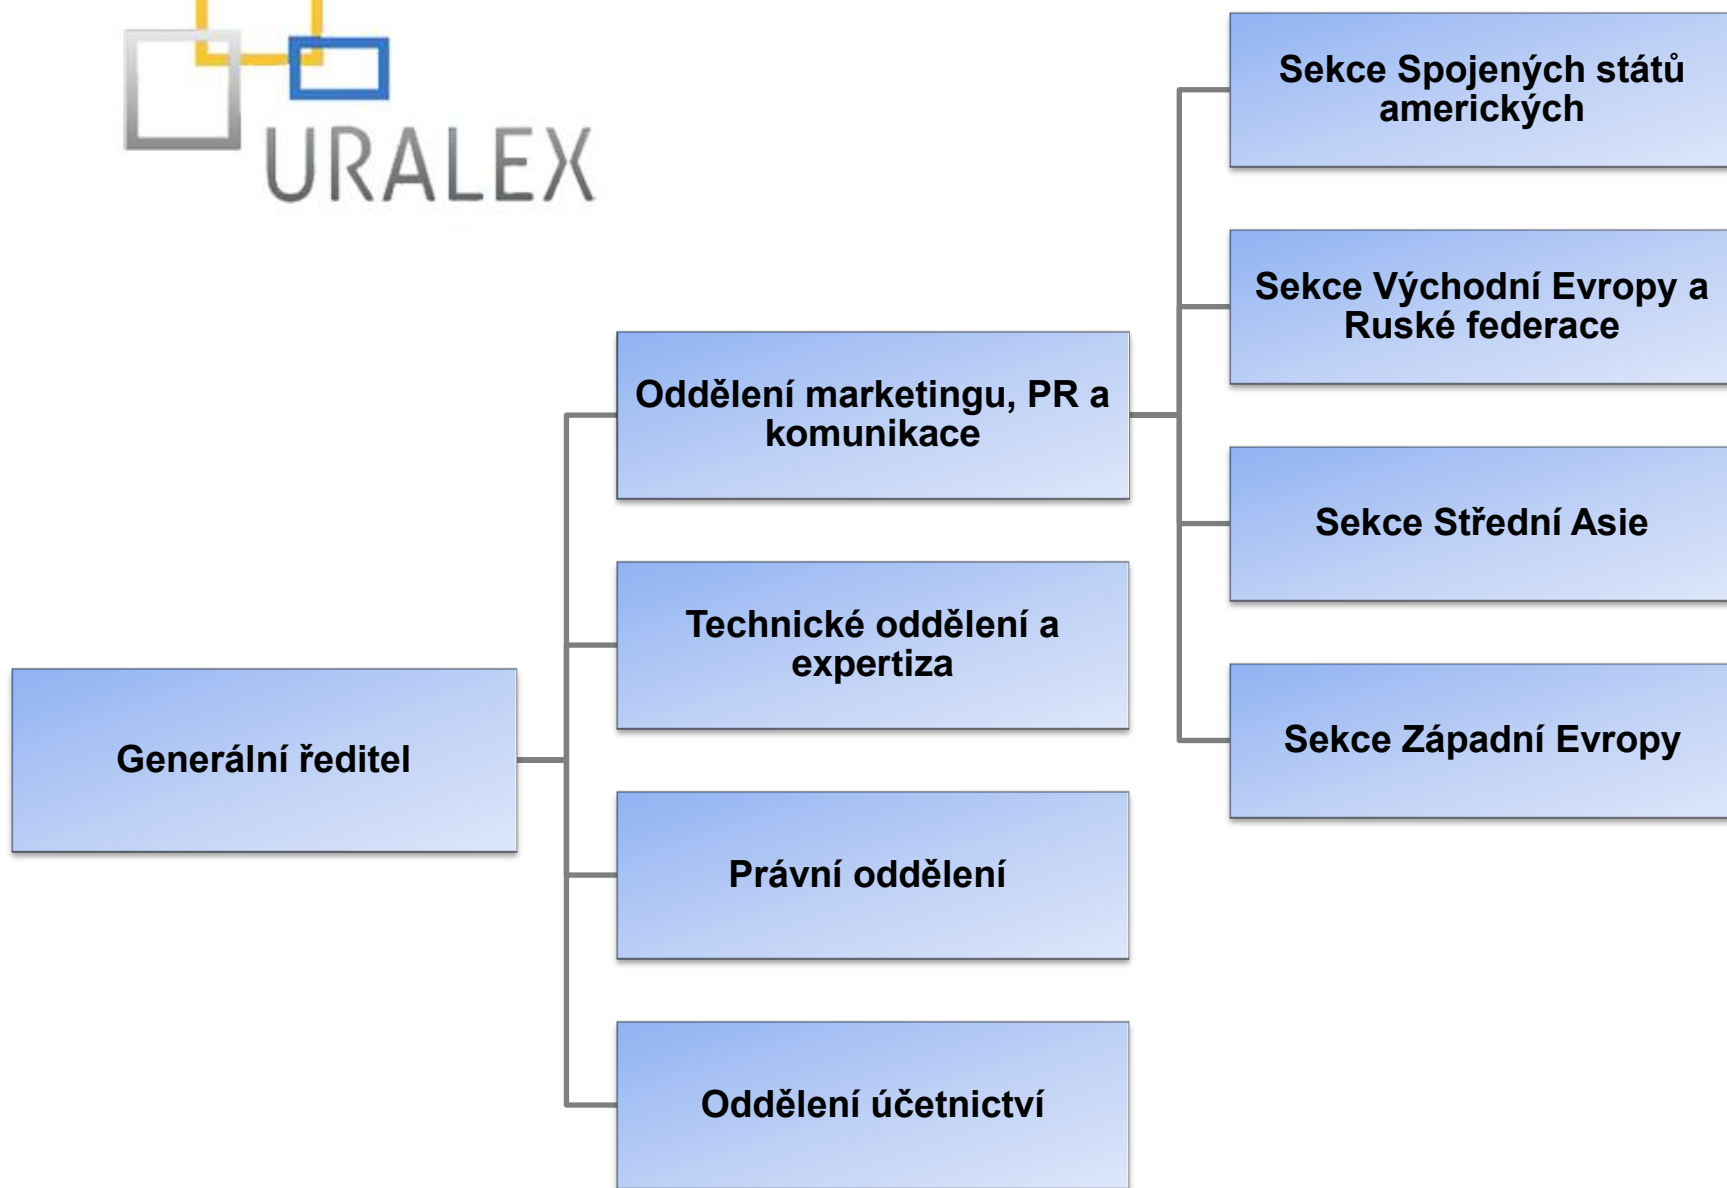 URALEX
Sekce Spojených států
amerických
Sekce Východní Evropy a
Ruské federace
Oddělení marketingu, PR a
komunikace
Sekce Střední Asie
Technické oddělení a
expertiza
Sekce Západní Evropy
Generální ředitel
Právní oddělení
Oddělení účetnictví